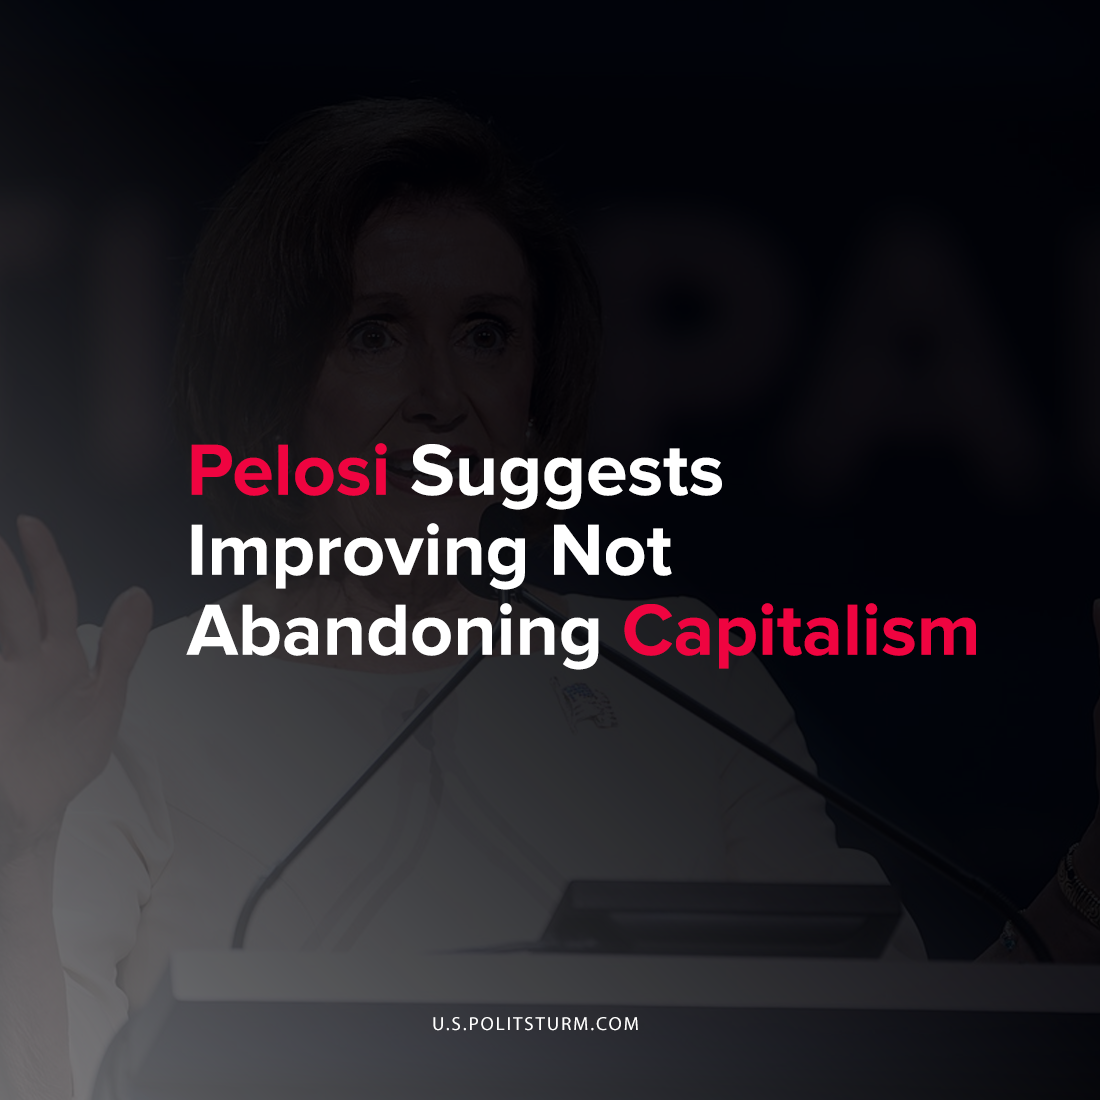 Pelosi Suggests
Improving Not
Abandoning Capitalism
U.S.POLITSTURM.COM